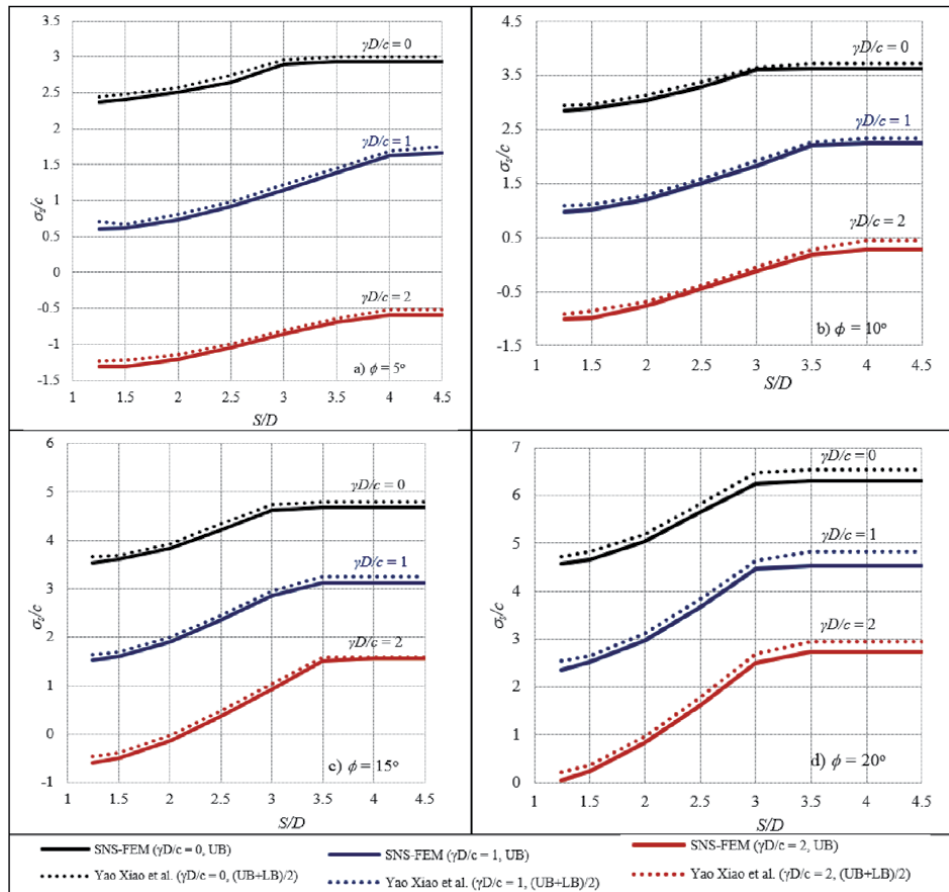 3.5
3
2.5
2
1.5
1
0.5
0
-0.5
-1
-1.5
σs/c
γD/c = 0
γD/c = 1
γD/c = 2
a) ϕ = 5°
1 1.5 2 2.5 3 3.5 4 4.5
S/D
4.5
3.5
2.5
1.5
0.5
-0.5
-1.5
σs/c
γD/c = 0
γD/c = 1
γD/c = 2
b) ϕ = 10°
1 1.5 2 2.5 3 3.5 4 4.5
S/D
6
5
4
3
2
1
0
-1
σs/c
γD/c = 0
γD/c = 1
γD/c = 2
c) ϕ = 15°
1 1.5 2 2.5 3 3.5 4 4.5
S/D
7
6
5
4
3
2
1
0
σs/c
γD/c = 0
γD/c = 1
γD/c = 2
d) ϕ = 20°
1 1.5 2 2.5 3 3.5 4 4.5
S/D
SNS-FEM (γD/c = 0, UB) SNS-FEM (γD/c = 1, UB) SNS-FEM (γD/c = 2, UB)
Yao Xiao et al. (γD/c = 0, (UB+LB)/2) Yao Xiao et al. (γD/c = 1, (UB+LB)/2) Yao Xiao et al. (γD/c = 2, (UB+LB)/2)